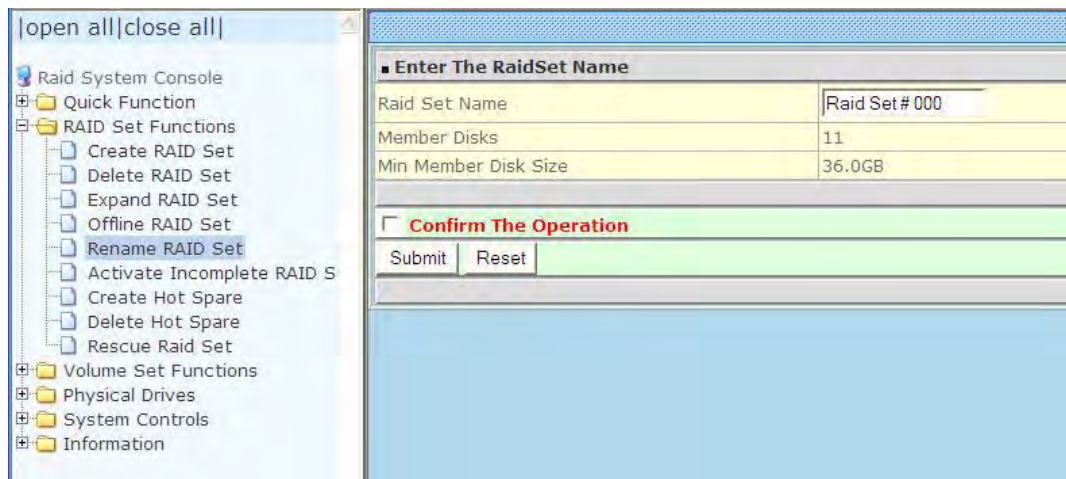 |open all|close all|
Raid System Console
Quick Function
RAID Set Functions
Create RAID Set
Delete RAID Set
Expand RAID Set
Offline RAID Set
Rename RAID Set
Activate Incomplete RAID S
Create Hot Spare
Delete Hot Spare
Rescue Raid Set
Volume Set Functions
Physical Drives
System Controls
Information
Enter The RaidSet Name
Raid Set Name Raid Set # 000
Member Disks 11
Min Member Disk Size 36.0GB
Confirm The Operation
Submit Reset